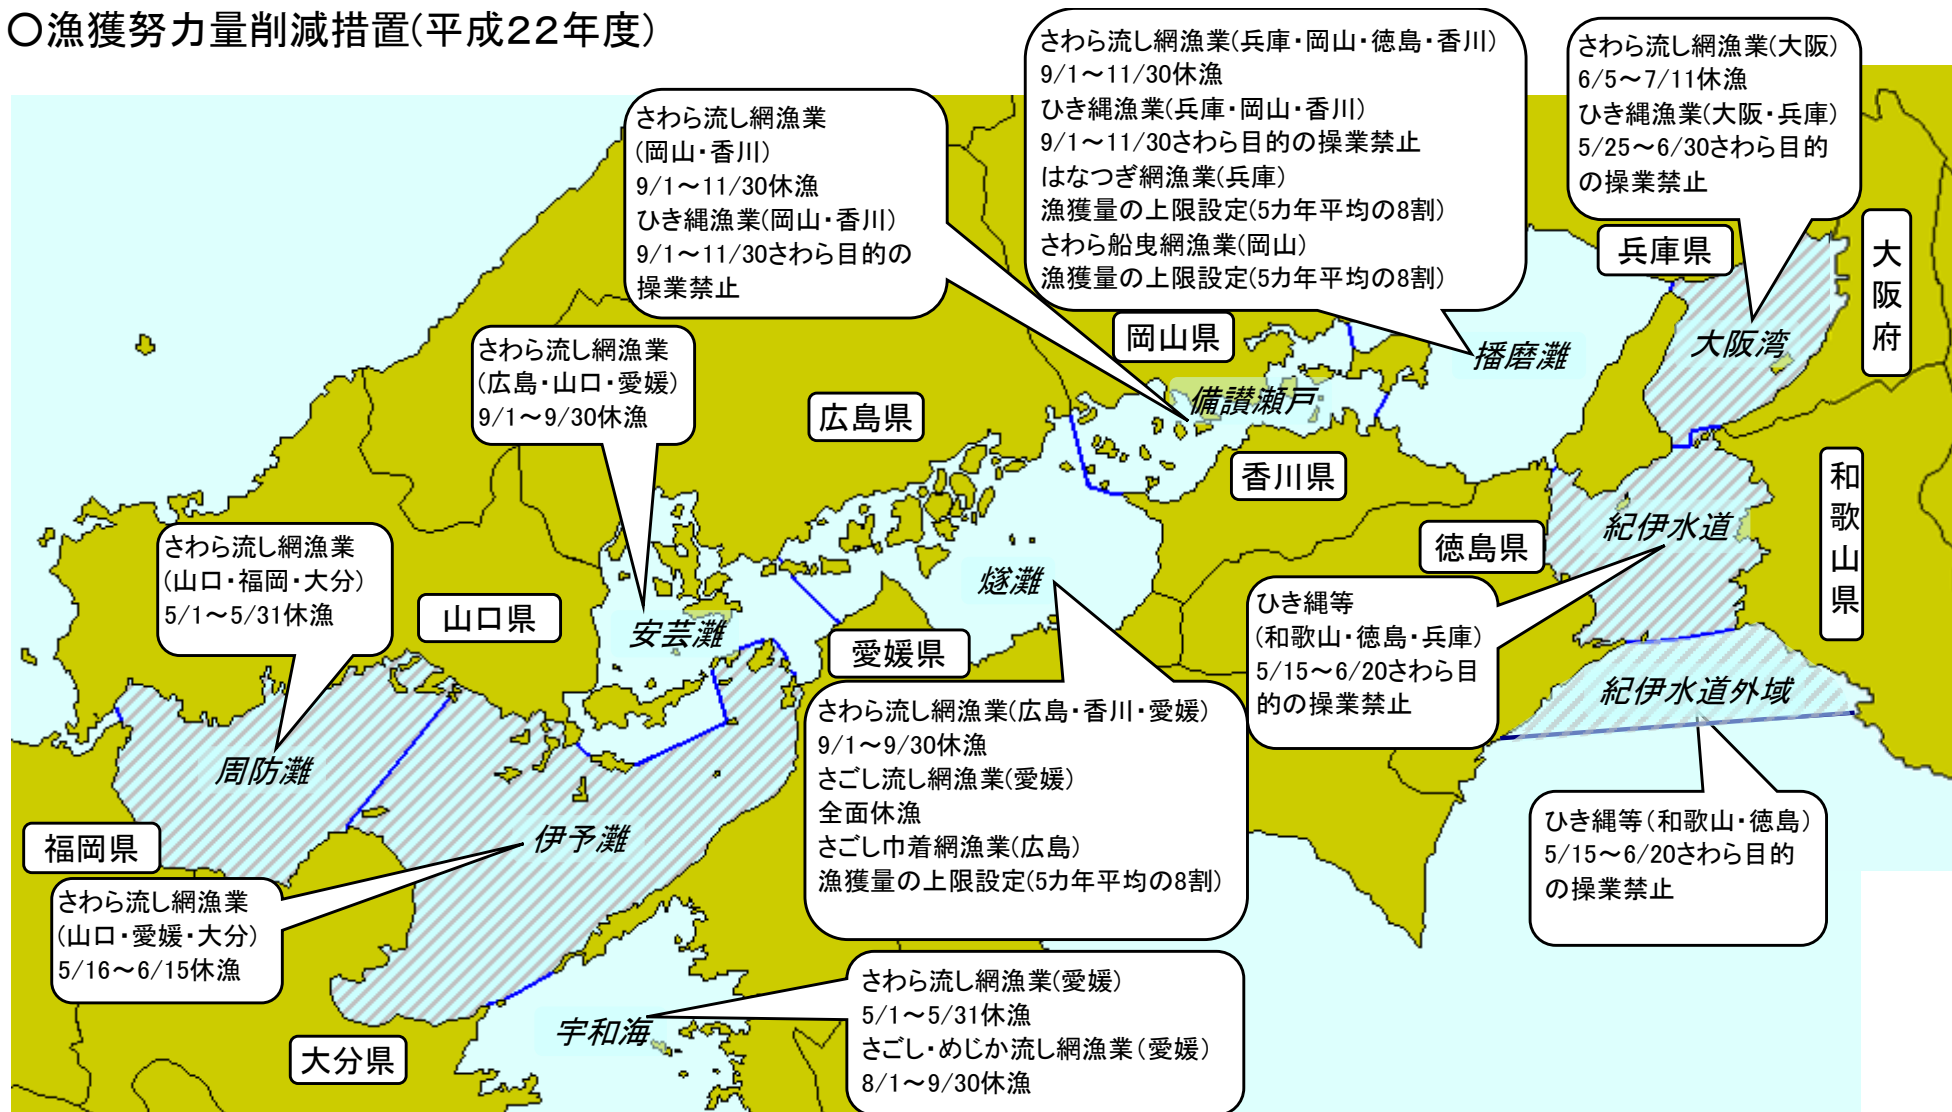 ○漁獲努力量削減措置(平成22年度)
さわら流し網漁業
(岡山・香川)
9/1～11/30休漁
ひき縄漁業(岡山・香川)
9/1～11/30さわら目的の
操業禁止
さわら流し網漁業(兵庫・岡山・徳島・香川)
9/1～11/30休漁
ひき縄漁業(兵庫・岡山・香川)
9/1～11/30さわら目的の操業禁止
はなつぎ網漁業(兵庫)
漁獲量の上限設定(5カ年平均の8割)
さわら船曳網漁業(岡山)
漁獲量の上限設定(5カ年平均の8割)
さわら流し網漁業(大阪)
6/5～7/11休漁
ひき縄漁業(大阪・兵庫)
5/25～6/30さわら目的
の操業禁止
兵庫県
大阪府
岡山県
播磨灘
大阪湾
さわら流し網漁業
(広島・山口・愛媛)
9/1～9/30休漁
広島県
備讃瀬戸
香川県
和歌山県
徳島県
紀伊水道
さわら流し網漁業
(山口・福岡・大分)
5/1～5/31休漁
山口県
安芸灘
燧灘
愛媛県
ひき縄等
(和歌山・徳島・兵庫)
5/15～6/20さわら目
的の操業禁止
紀伊水道外域
周防灘
さわら流し網漁業(広島・香川・愛媛)
9/1～9/30休漁
さごし流し網漁業(愛媛)
全面休漁
さごし巾着網漁業(広島)
漁獲量の上限設定(5カ年平均の8割)
ひき縄等(和歌山・徳島)
5/15～6/20さわら目的
の操業禁止
福岡県
伊予灘
さわら流し網漁業
(山口・愛媛・大分)
5/16～6/15休漁
大分県
宇和海
さわら流し網漁業(愛媛)
5/1～5/31休漁
さごし・めじか流し網漁業(愛媛)
8/1～9/30休漁